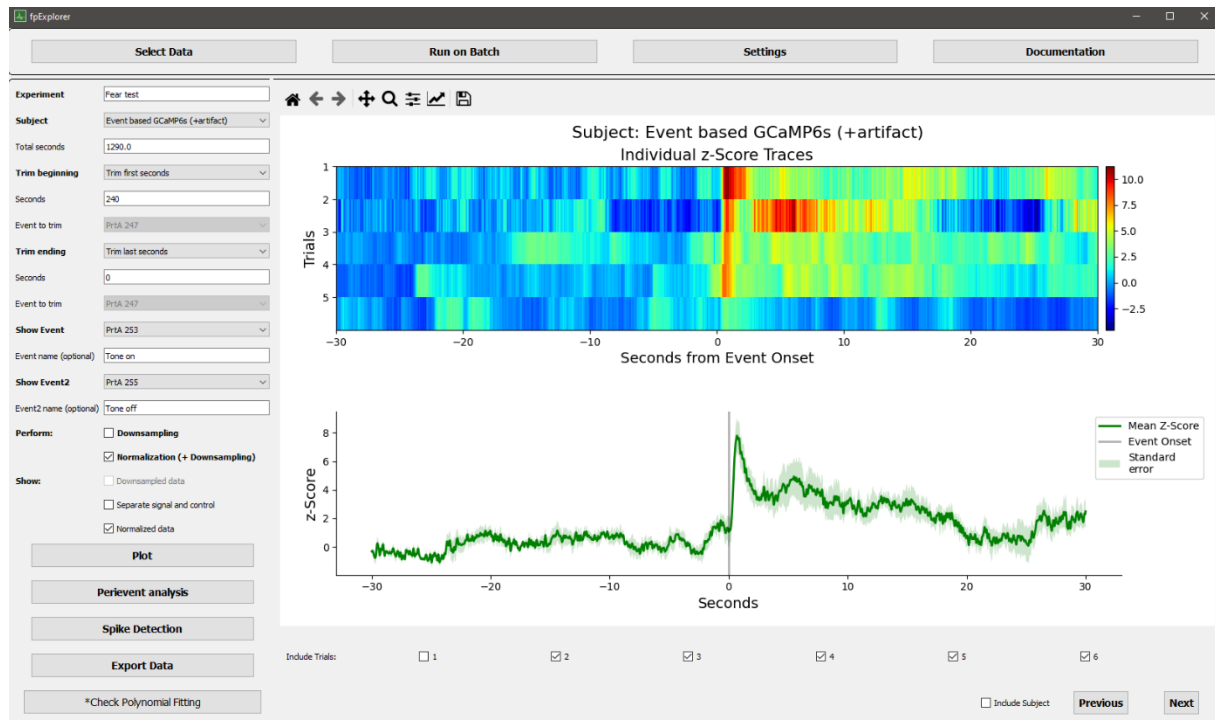 fpExplorer
Select Data
Run on Batch
Settings
Documentation
Experiment Fear test
Subject Event based GCaMP6s (+artifact)
Total seconds 1290.0
Trim beginning Trim first seconds
Seconds 240
Event to trim PrtA 247
Trim ending Trim last seconds
Seconds 0
Event to trim PrtA 247
Show Event PrtA 253
Event name (optional) Tone on
Show Event2 PrtA 255
Event2 name (optional) Tone off
Perform: Downsampling
Normalization (+ Downsampling)
Show: Downsampled data
Separate signal and control
Normalized data
Plot
Perievent analysis
Spike Detection
Export Data
*Check Polynomial Fitting
Subject: Event based GCaMP6s (+artifact)
Individual z-Score Traces
Trials
1
2
3
4
5
−30 −20 −10 0 10 20 30
Seconds from Event Onset
10.0
7.5
5.0
2.5
0.0
−2.5
z-Score
8
6
4
2
0
−30 −20 −10 0 10 20 30
Seconds
Mean Z-Score
Event Onset
Standard
error
Include Trials: 1 2 3 4 5 6
Include Subject Previous Next